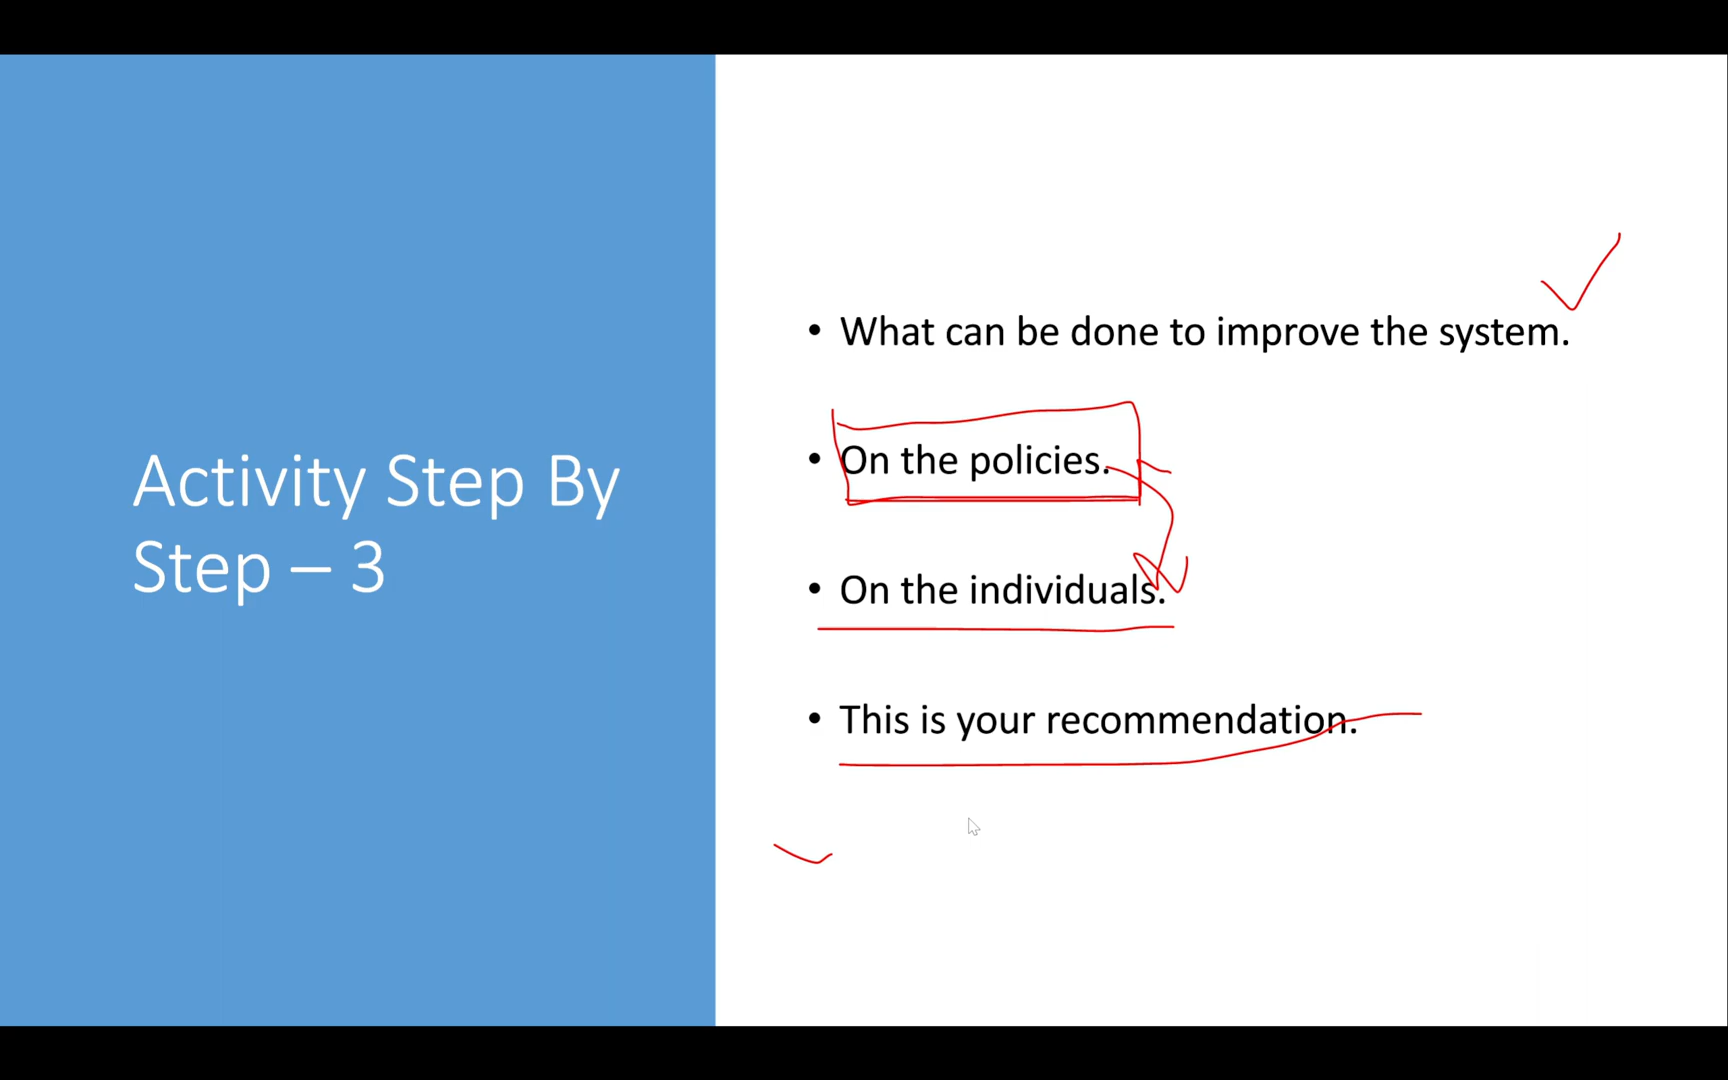 Activity Step By
Step – 3
• What can be done to improve the system.
• On the policies.
• On the individuals.
• This is your recommendation.